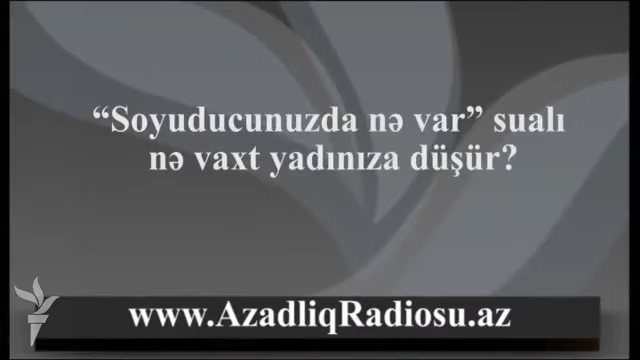 “Soyuducunuzda nə var” sualı
nə vaxt yadınıza düşür?
www.AzadliqRadiosu.az